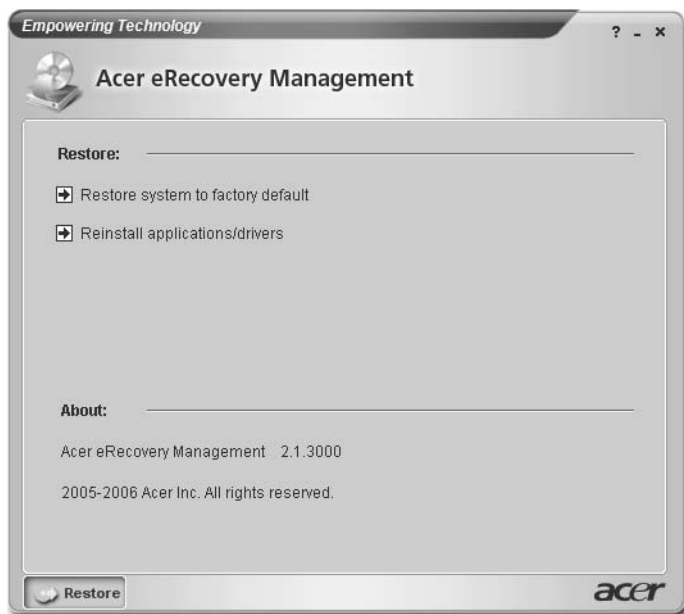 Empowering Technology
? - x
Acer eRecovery Management
Restore:
Restore system to factory default
Reinstall applications/drivers
About:
Acer eRecovery Management 2.1.3000
2005-2006 Acer Inc. All rights reserved.
Restore
acer